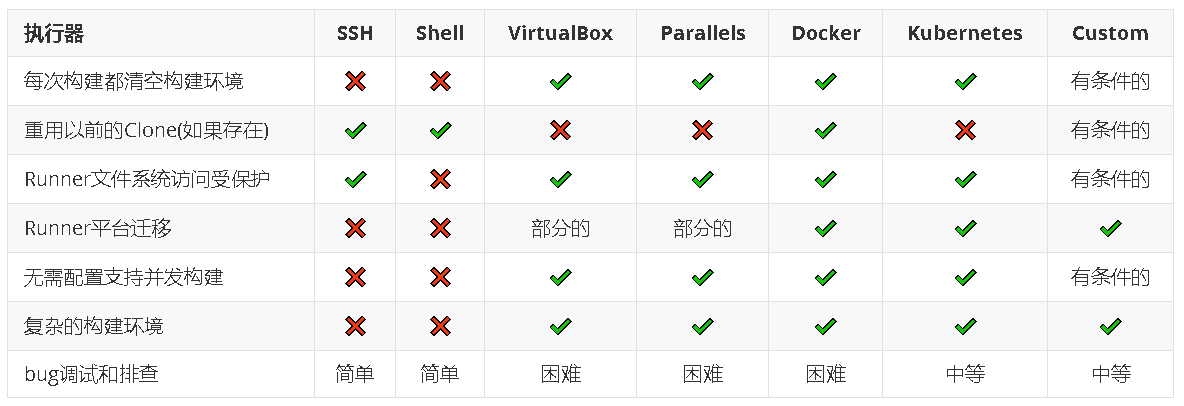 执行器 SSH Shell VirtualBox Parallels Docker Kubernetes Custom
每次构建都清空构建环境 ❌ ❌ ✔ ✔ ✔ ✔ 有条件的
重用以前的Clone(如果存在) ✔ ✔ ❌ ❌ ✔ ❌ 有条件的
Runner文件系统访问受保护 ✔ ❌ ✔ ✔ ✔ ✔ 有条件的
Runner平台迁移 ❌ ❌ 部分的 部分的 ✔ ✔ ✔
无需配置支持并发构建 ❌ ❌ ✔ ✔ ✔ ✔ 有条件的
复杂的构建环境 ❌ ❌ ✔ ✔ ✔ ✔ ✔
bug调试和排查 简单 简单 困难 困难 困难 中等 中等